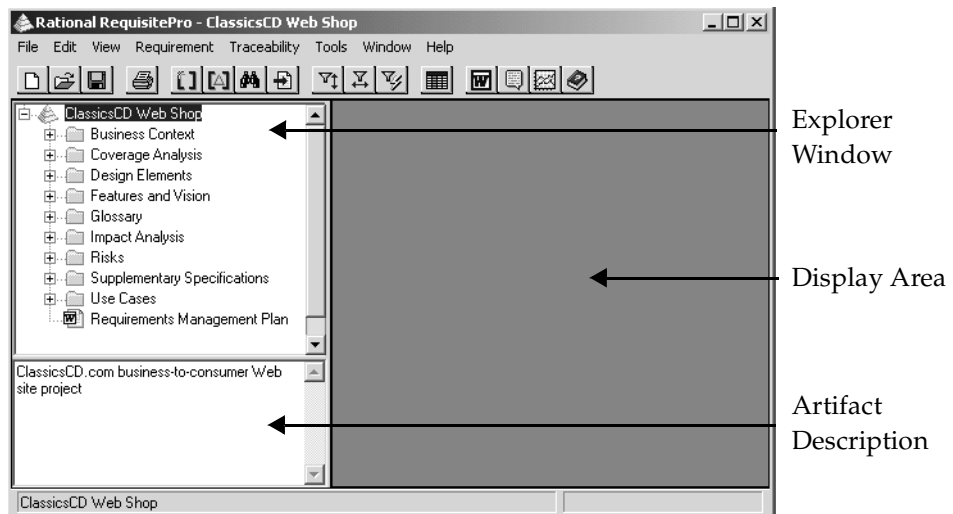 Rational RequisitePro - ClassicsCD Web Shop
File Edit View Requirement Traceability Tools Window Help
ClassicsCD Web Shop
Business Context
Coverage Analysis
Design Elements
Features and Vision
Glossary
Impact Analysis
Risks
Supplementary Specifications
Use Cases
Requirements Management Plan
ClassicsCD.com business-to-consumer Web
site project
ClassicsCD Web Shop
Explorer
Window
Display Area
Artifact
Description